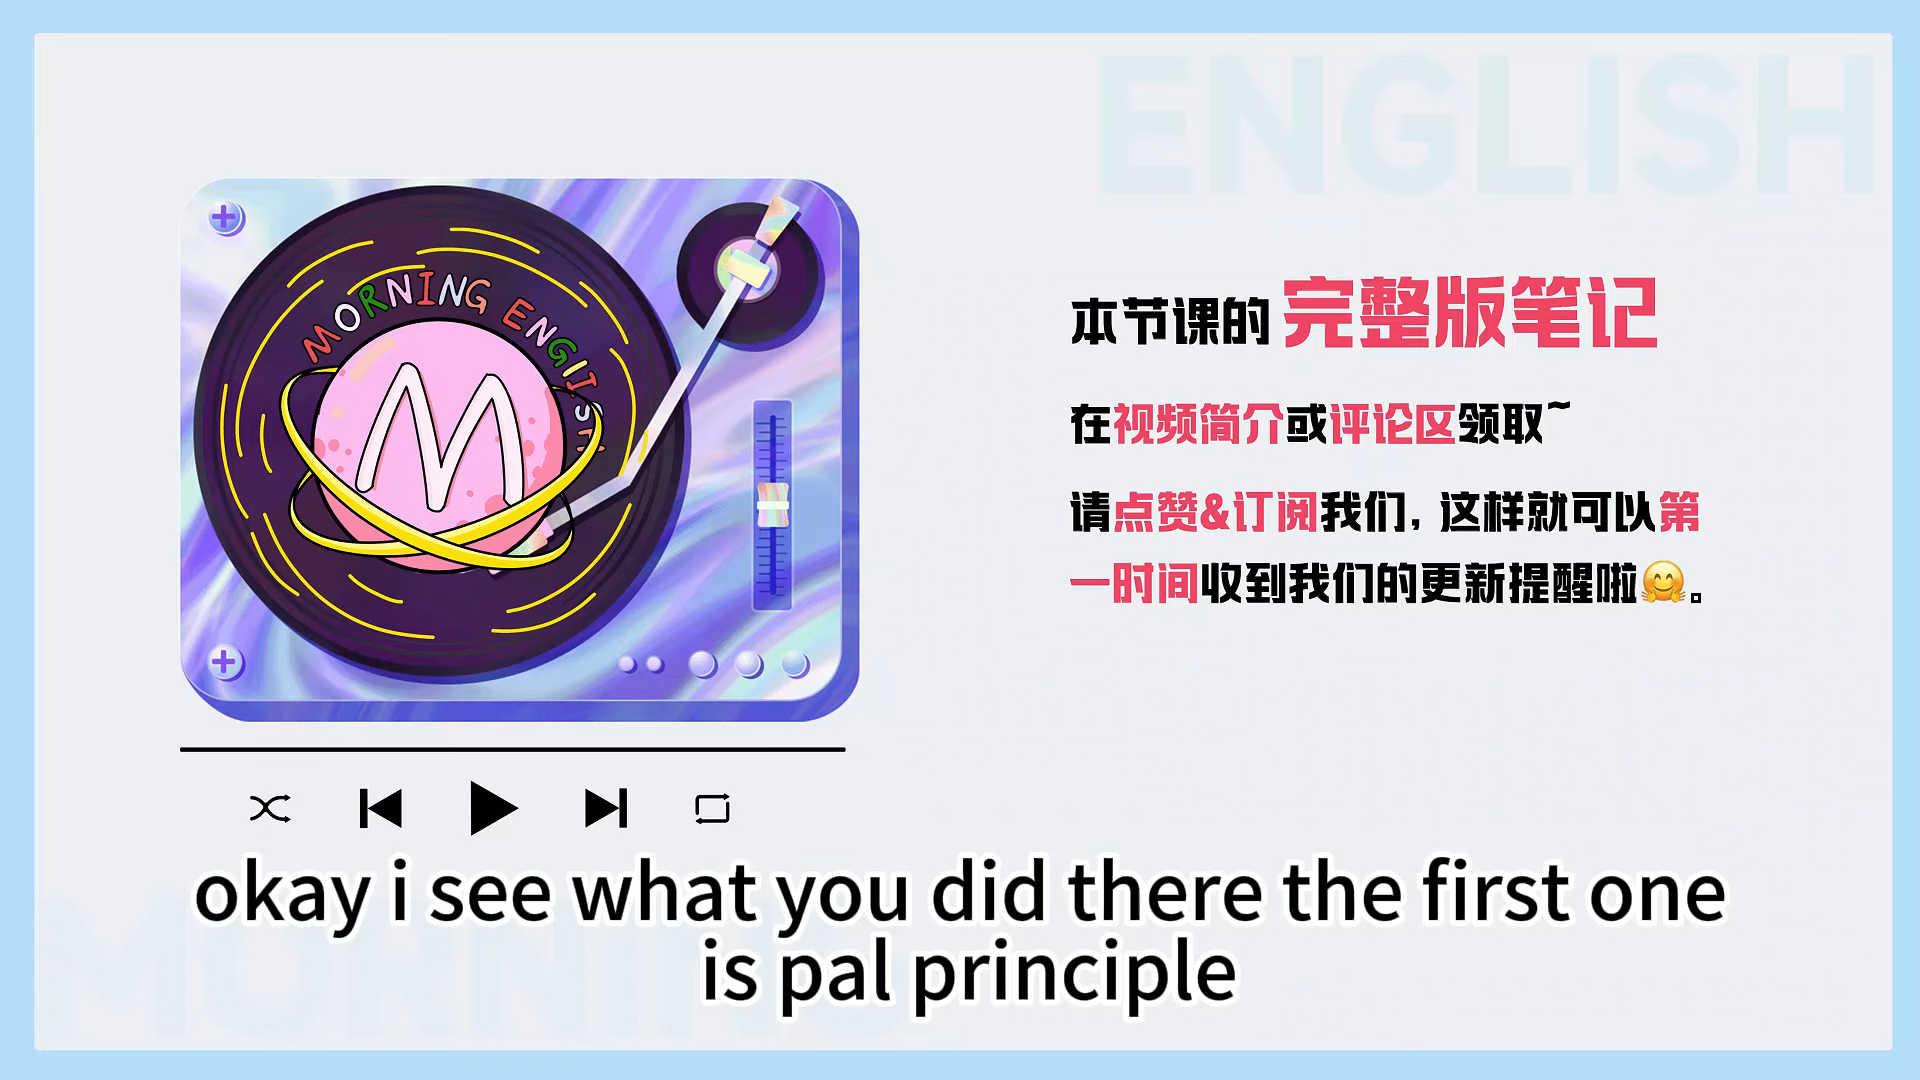 ENGLISH
MORNING ENGlISH
M
本节课的 完整版笔记
在视频简介或评论区领取~
请点赞&订阅我们，这样就可以第
一时间收到我们的更新提醒啦🤗。
MORNING
okay i see what you did there the first one
is pal principle